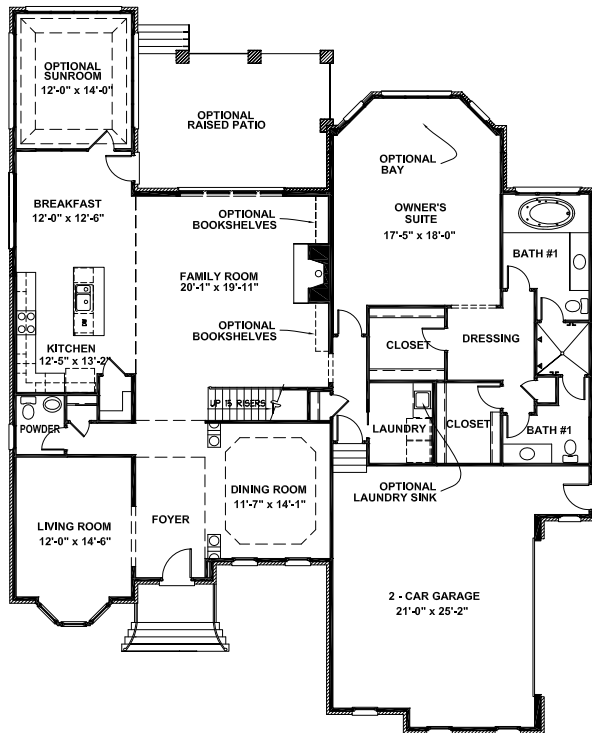 OPTIONAL
SUNROOM
12'-0" x 14'-0"
OPTIONAL
RAISED PATIO
OPTIONAL
BAY
BREAKFAST
12'-0" x 12'-6"
OPTIONAL
BOOKSHELVES
OWNER'S
SUITE
17'-5" x 18'-0"
BATH #1
FAMILY ROOM
20'-1" x 19'-11"
OPTIONAL
BOOKSHELVES
KITCHEN
12'-5" x 13'-2"
CLOSET
DRESSING
UP 15 RISERS
POWDER
LAUNDRY
CLOSET
BATH #1
OPTIONAL
LAUNDRY SINK
DINING ROOM
11'-7" x 14'-1"
FOYER
LIVING ROOM
12'-0" x 14'-6"
2 - CAR GARAGE
21'-0" x 25'-2"